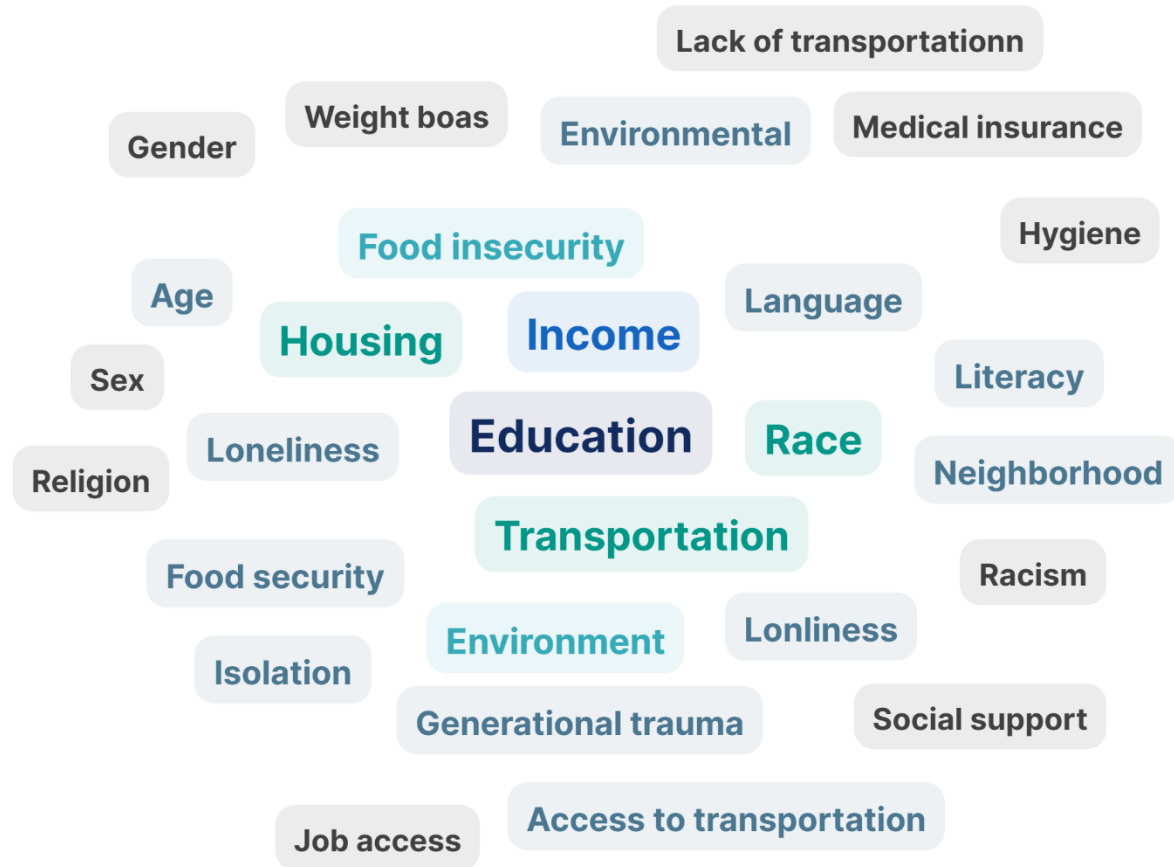 Lack of transportationn
Weight boas
Environmental
Medical insurance
Gender
Hygiene
Food insecurity
Age
Language
Housing
Income
Sex
Literacy
Loneliness
Education
Race
Religion
Neighborhood
Transportation
Food security
Racism
Environment
Lonliness
Isolation
Generational trauma
Social support
Access to transportation
Job access